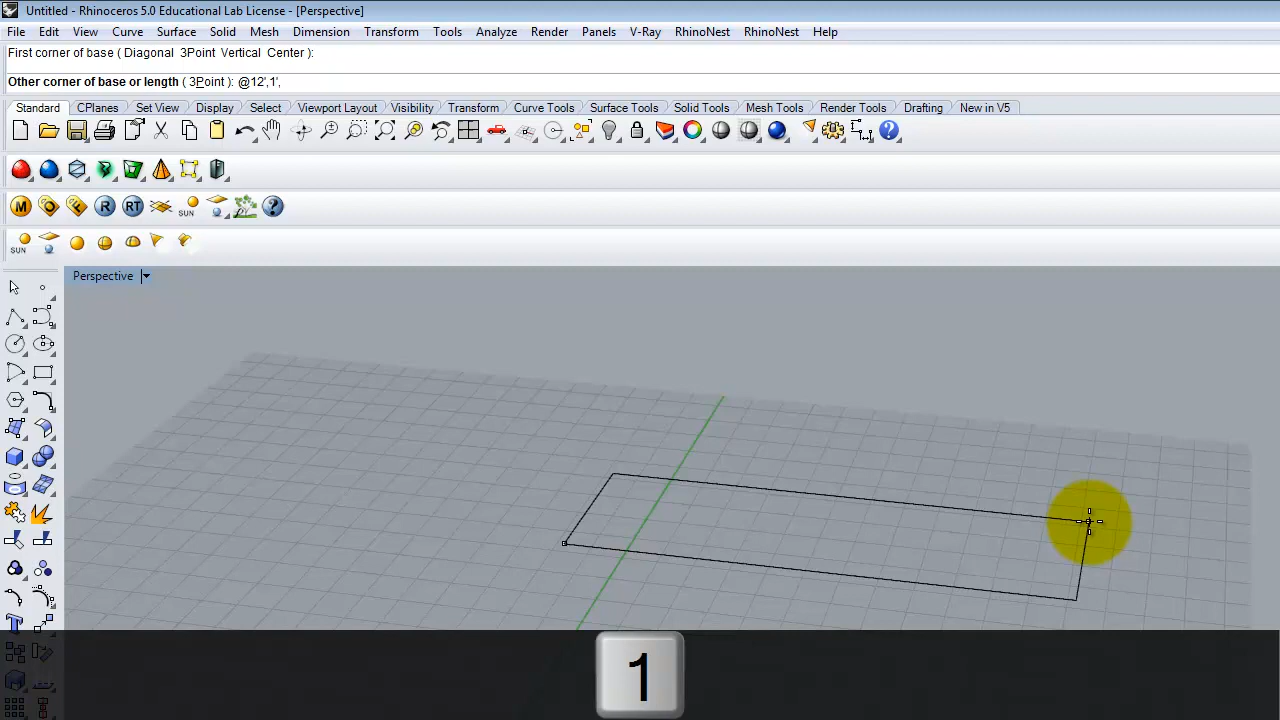 Untitled - Rhinoceros 5.0 Educational Lab License - [Perspective]
File Edit View Curve Surface Solid Mesh Dimension Transform Tools Analyze Render Panels V-Ray RhinoNest RhinoNest Help
First corner of base ( Diagonal 3Point Vertical Center ):
Other corner of base or length ( 3Point ): @12',1',
Standard CPlanes Set View Display Select Viewport Layout Visibility Transform Curve Tools Surface Tools Solid Tools Mesh Tools Render Tools Drafting New in V5
M O F R RT SUN
SUN
Perspective
1